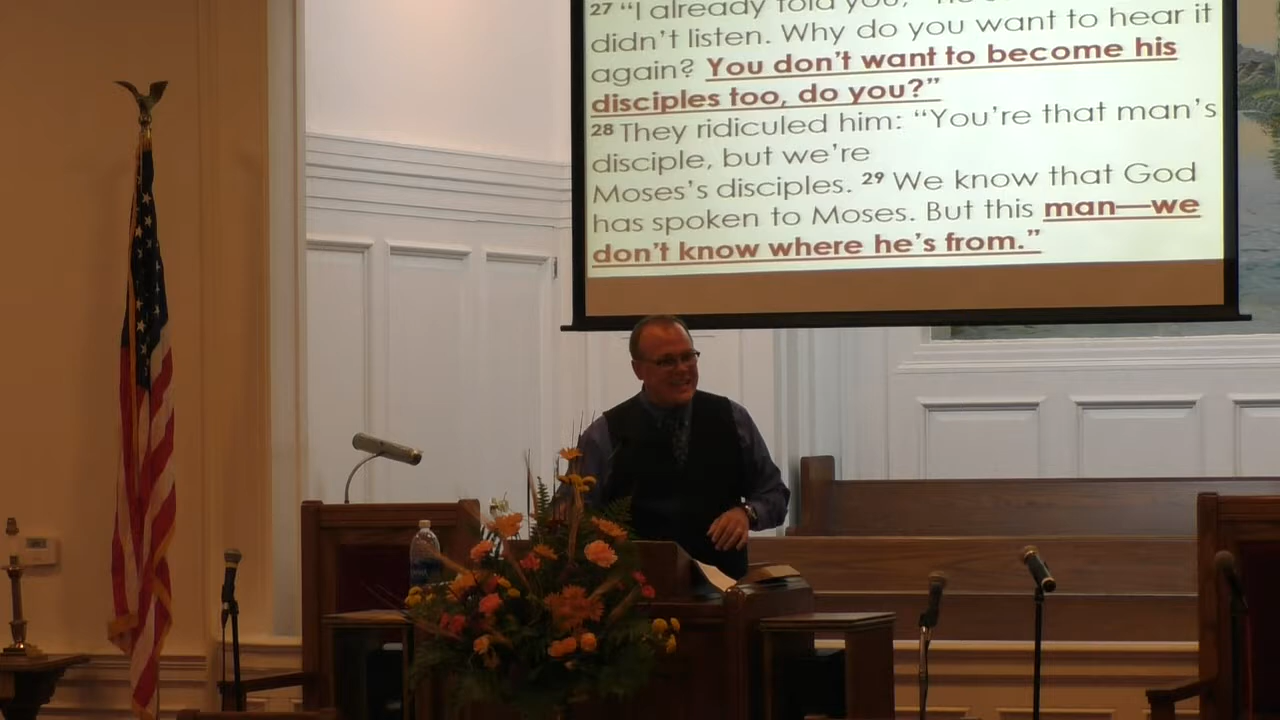 27 “I already told you,”
didn’t listen. Why do you want to hear it
again? You don’t want to become his
disciples too, do you?”
28 They ridiculed him: “You’re that man’s
disciple, but we’re
Moses’s disciples. 29 We know that God
has spoken to Moses. But this man—we
don’t know where he’s from.”